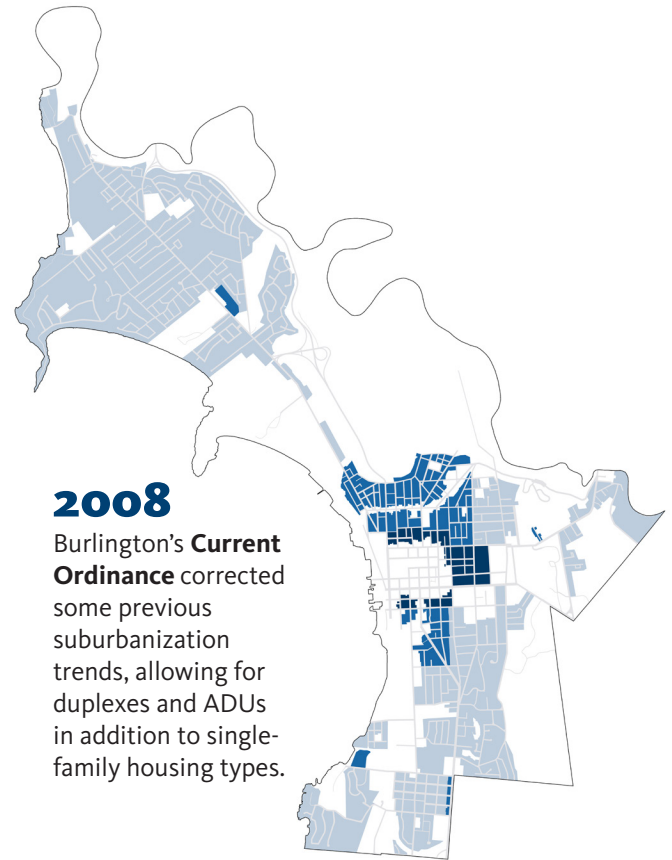 2008
Burlington’s Current
Ordinance corrected
some previous
suburbanization
trends, allowing for
duplexes and ADUs
in addition to single-
family housing types.